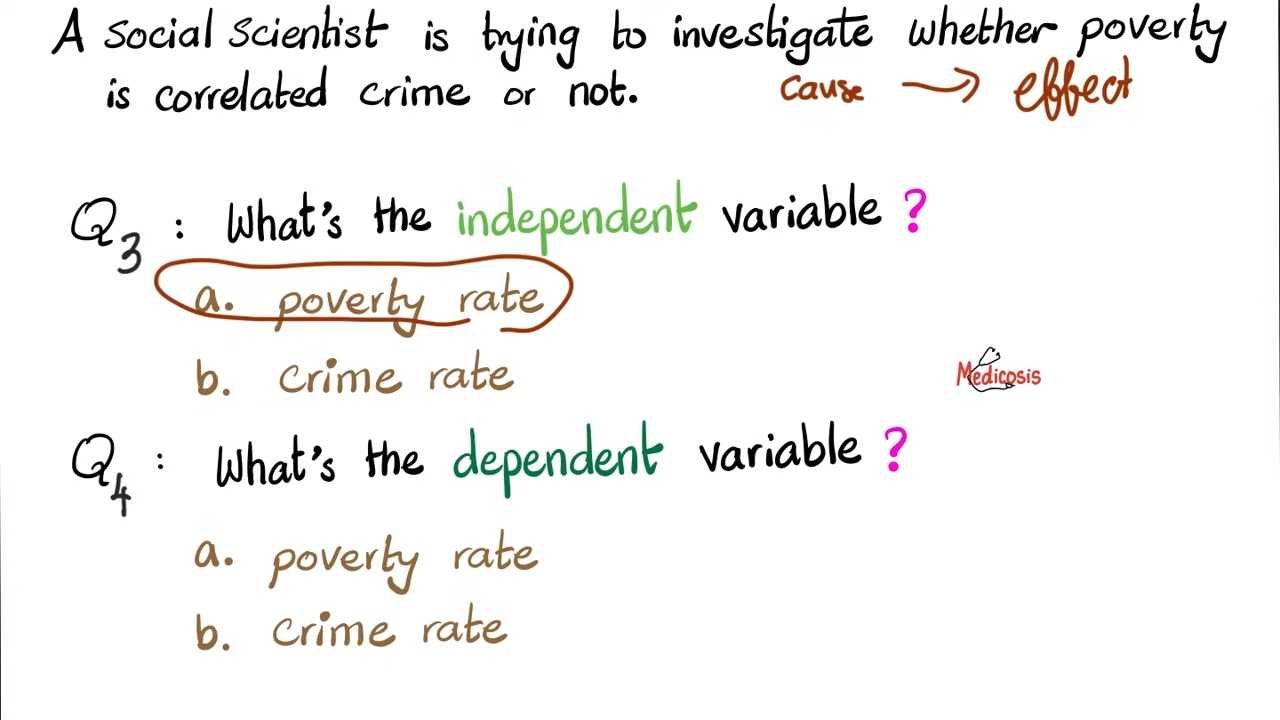 A social scientist is trying to investigate whether poverty
is correlated crime or not.
cause → effect
Q3 : What's the independent variable ?
a. poverty rate
b. crime rate
Medicosis
Q4 : What's the dependent variable ?
a. poverty rate
b. crime rate